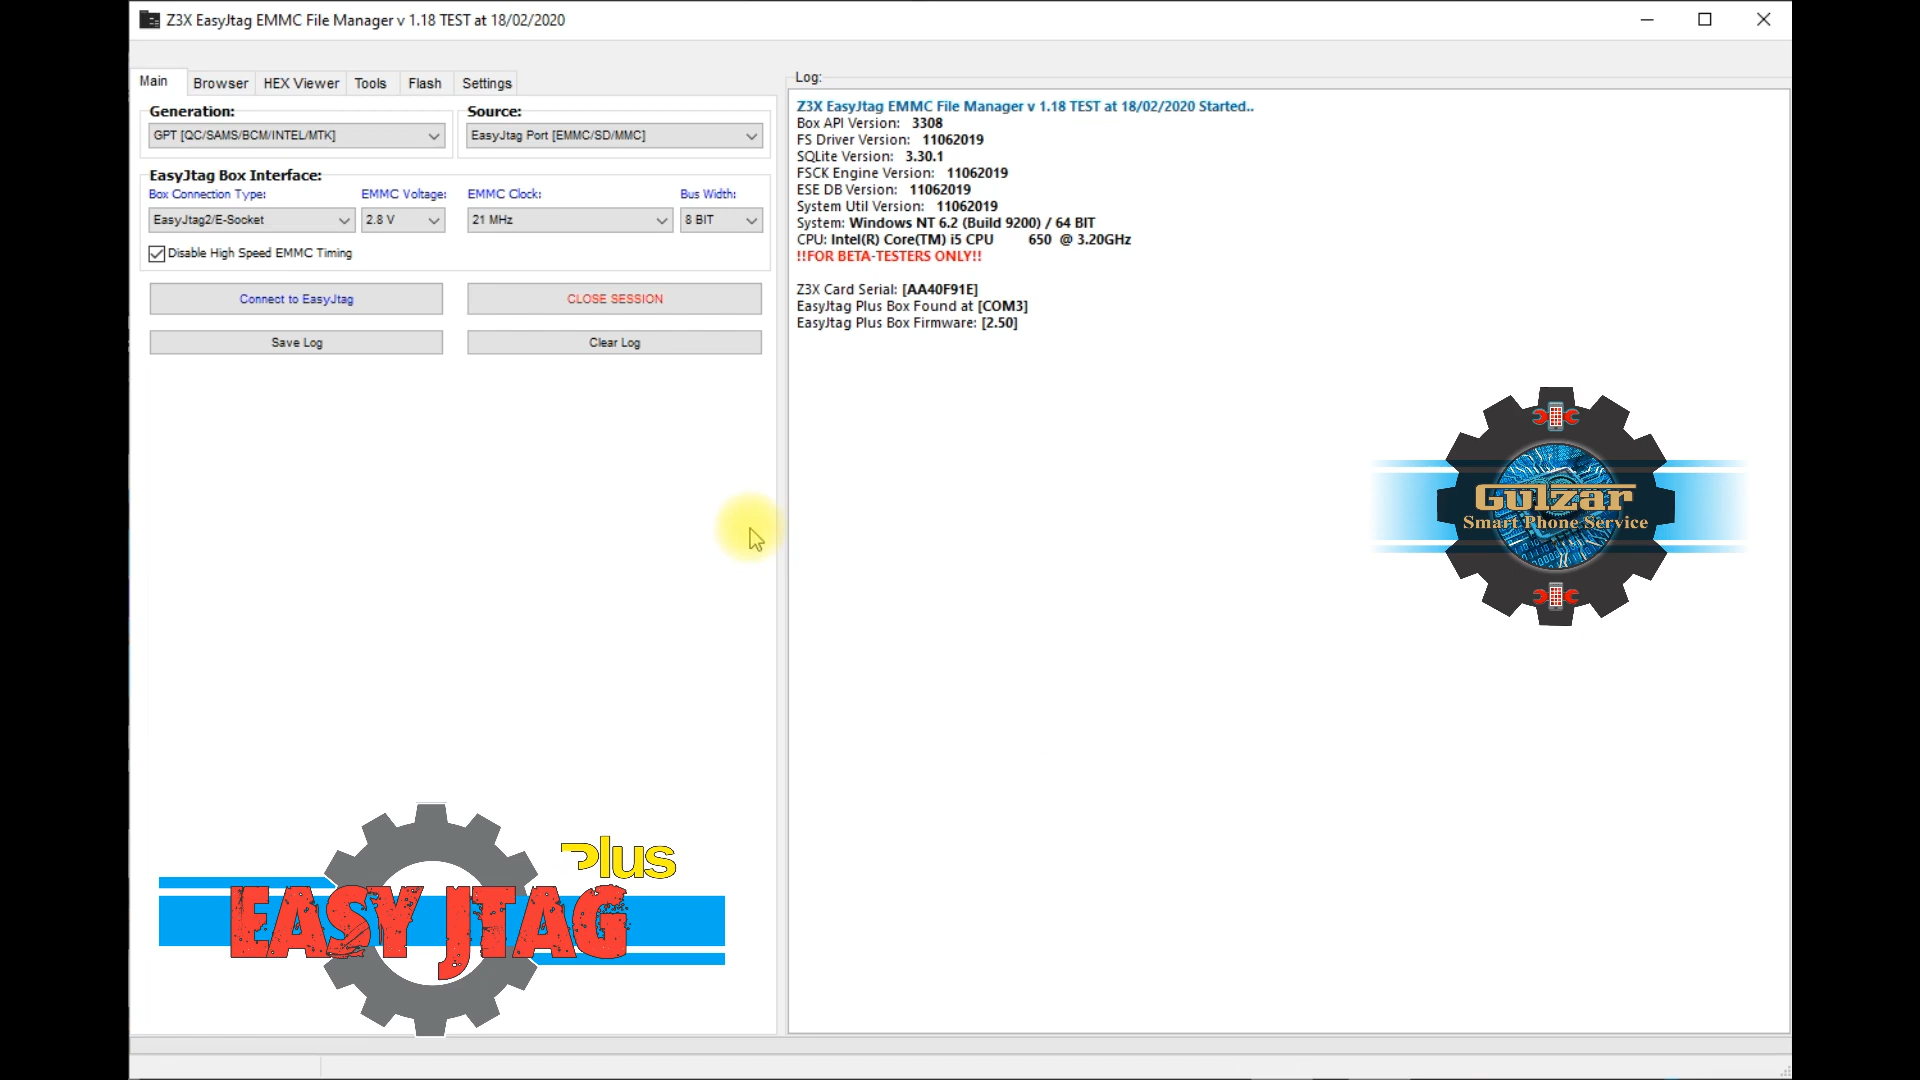 Z3X EasyJtag EMMC File Manager v 1.18 TEST at 18/02/2020
Main Browser HEX Viewer Tools Flash Settings
Generation: Source:
GPT [QC/SAMS/BCM/INTEL/MTK] EasyJtag Port [EMMC/SD/MMC]
EasyJtag Box Interface:
Box Connection Type: EMMC Voltage: EMMC Clock: Bus Width:
EasyJtag2/E-Socket 2.8 V 21 MHz 8 BIT
Disable High Speed EMMC Timing
Connect to EasyJtag CLOSE SESSION
Save Log Clear Log
Plus
EASY JTAG
Log:
Z3X EasyJtag EMMC File Manager v 1.18 TEST at 18/02/2020 Started..
Box API Version: 3308
FS Driver Version: 11062019
SQLite Version: 3.30.1
FSCK Engine Version: 11062019
ESE DB Version: 11062019
System Util Version: 11062019
System: Windows NT 6.2 (Build 9200) / 64 BIT
CPU: Intel(R) Core(TM) i5 CPU 650 @ 3.20GHz
!!FOR BETA-TESTERS ONLY!!
Z3X Card Serial: [AA40F91E]
EasyJtag Plus Box Found at [COM3]
EasyJtag Plus Box Firmware: [2.50]
Gulzar
Smart Phone Service